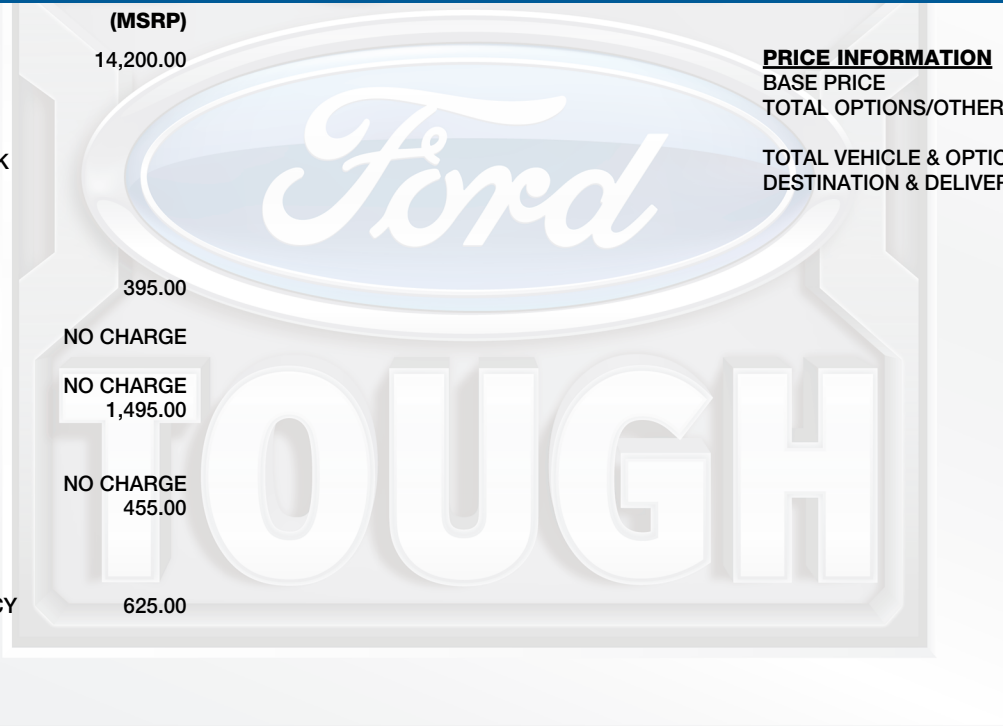 (MSRP)
14,200.00
K
395.00
NO CHARGE
NO CHARGE
1,495.00
NO CHARGE
455.00
CY 625.00
PRICE INFORMATION
BASE PRICE
TOTAL OPTIONS/OTHER
TOTAL VEHICLE & OPTIO
DESTINATION & DELIVER
Ford
TOUGH